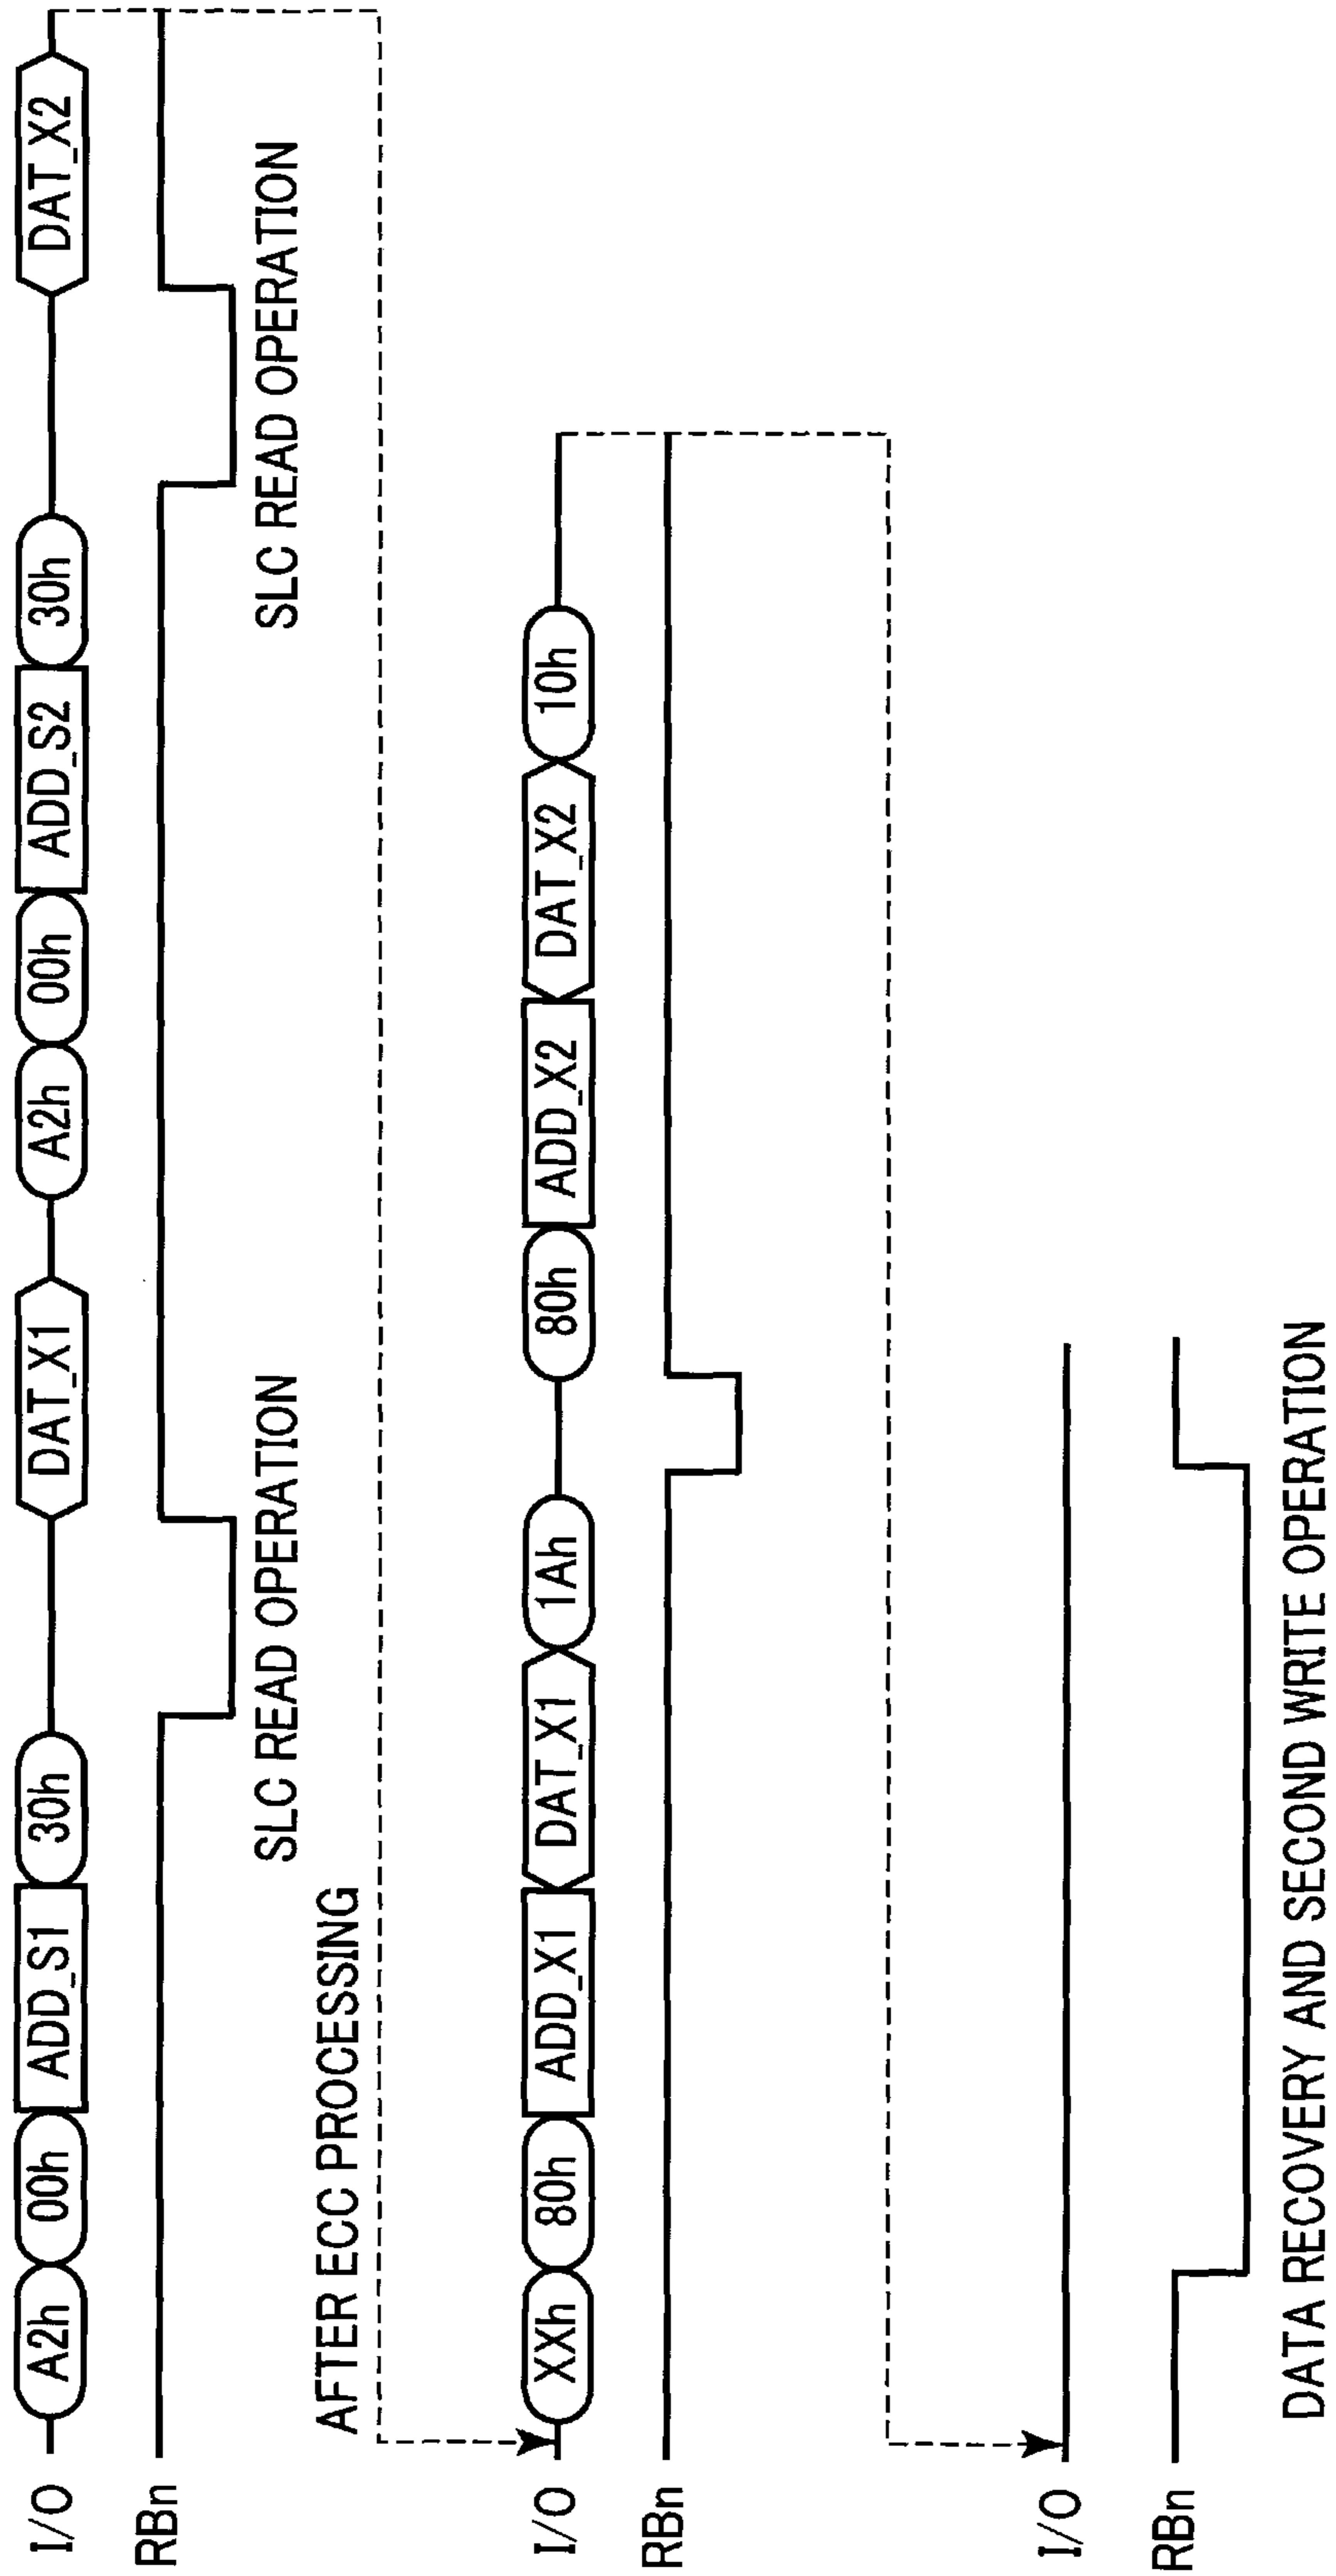 I/O A2h 00h ADD_S1 30h DAT_X1 A2h 00h ADD_S2 30h DAT_X2
RBn
SLC READ OPERATION SLC READ OPERATION
AFTER ECC PROCESSING
I/O XXh 80h ADD_X1 DAT_X1 1Ah 80h ADD_X2 DAT_X2 10h
RBn
I/O
RBn
DATA RECOVERY AND SECOND WRITE OPERATION